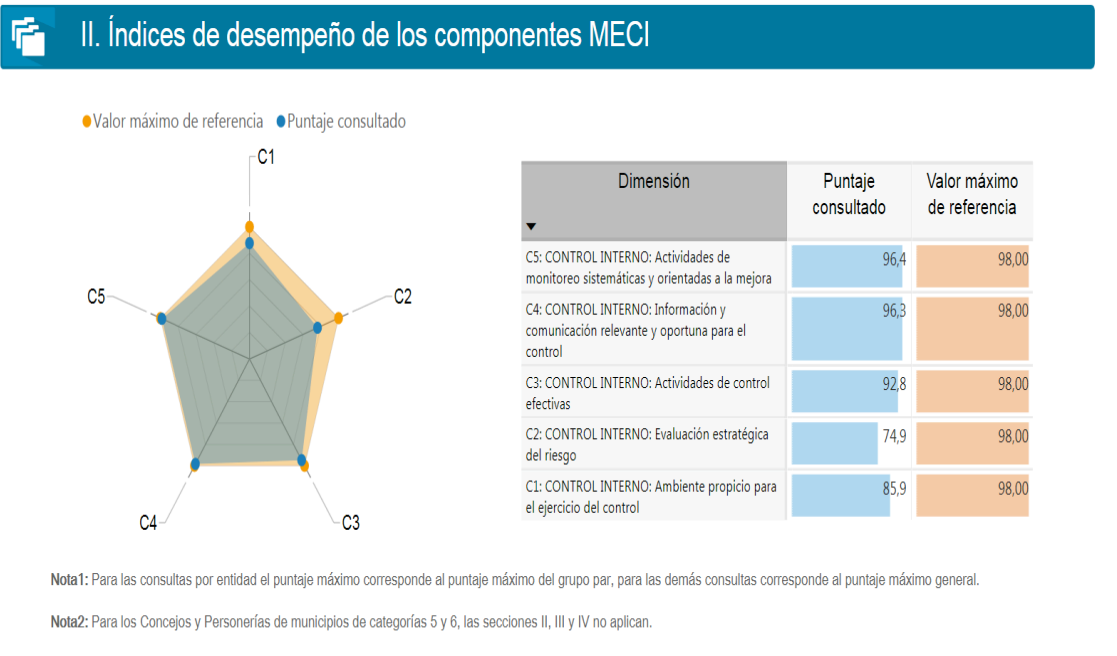 II. Índices de desempeño de los componentes MECI
Valor máximo de referencia Puntaje consultado
C1
C2
C3
C4
C5
Dimensión Puntaje consultado Valor máximo de referencia
C5: CONTROL INTERNO: Actividades de
monitoreo sistemáticas y orientadas a la mejora
96,4 98,00
C4: CONTROL INTERNO: Información y
comunicación relevante y oportuna para el
control
96,3 98,00
C3: CONTROL INTERNO: Actividades de control
efectivas
92,8 98,00
C2: CONTROL INTERNO: Evaluación estratégica
del riesgo
74,9 98,00
C1: CONTROL INTERNO: Ambiente propicio para
el ejercicio del control
85,9 98,00
Nota1: Para las consultas por entidad el puntaje máximo corresponde al puntaje máximo del grupo par, para las demás consultas corresponde al puntaje máximo general.
Nota2: Para los Concejos y Personerías de municipios de categorías 5 y 6, las secciones II, III y IV no aplican.